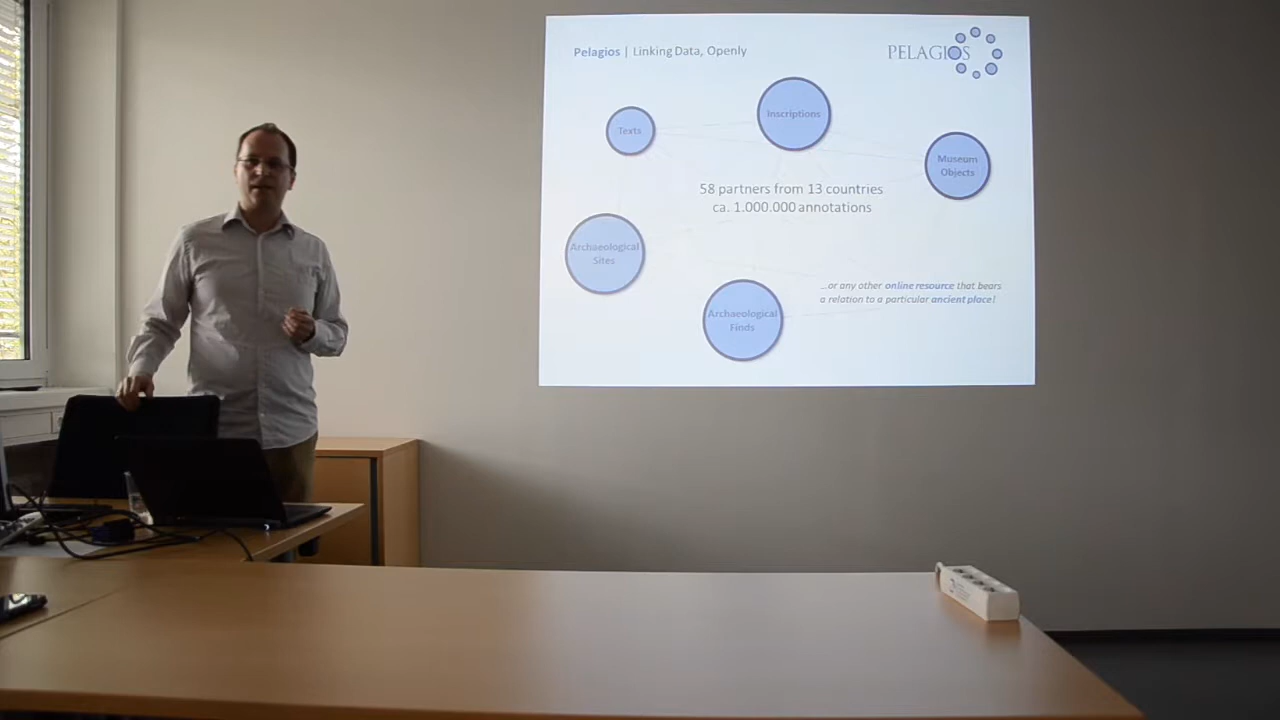 Pelagios | Linking Data, Openly
PELAGIOS
Texts
Inscriptions
Museum
Objects
58 partners from 13 countries
ca. 1.000.000 annotations
Archaeological
Sites
...or any other online resource that bears
a relation to a particular ancient place!
Archaeological
Finds